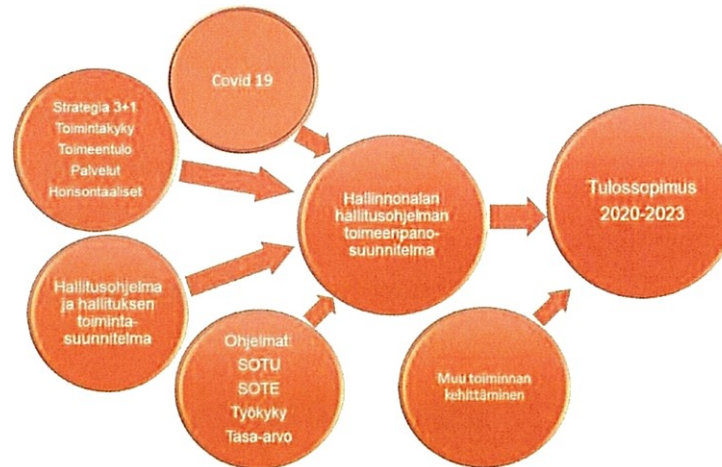 Covid 19
Strategia 3+1
Toimintakyky
Toimeentulo
Palvelut
Horisontaaliset
Hallitusohjelma
ja hallituksen
toiminta-
suunnitelma
Ohjelmat:
SOTU
SOTE
Työkyky
Tasa-arvo
Hallinnonalan
hallitusohjelman
toimeenpano-
suunnitelma
Muu toiminnan
kehittäminen
Tulossopimus
2020-2023